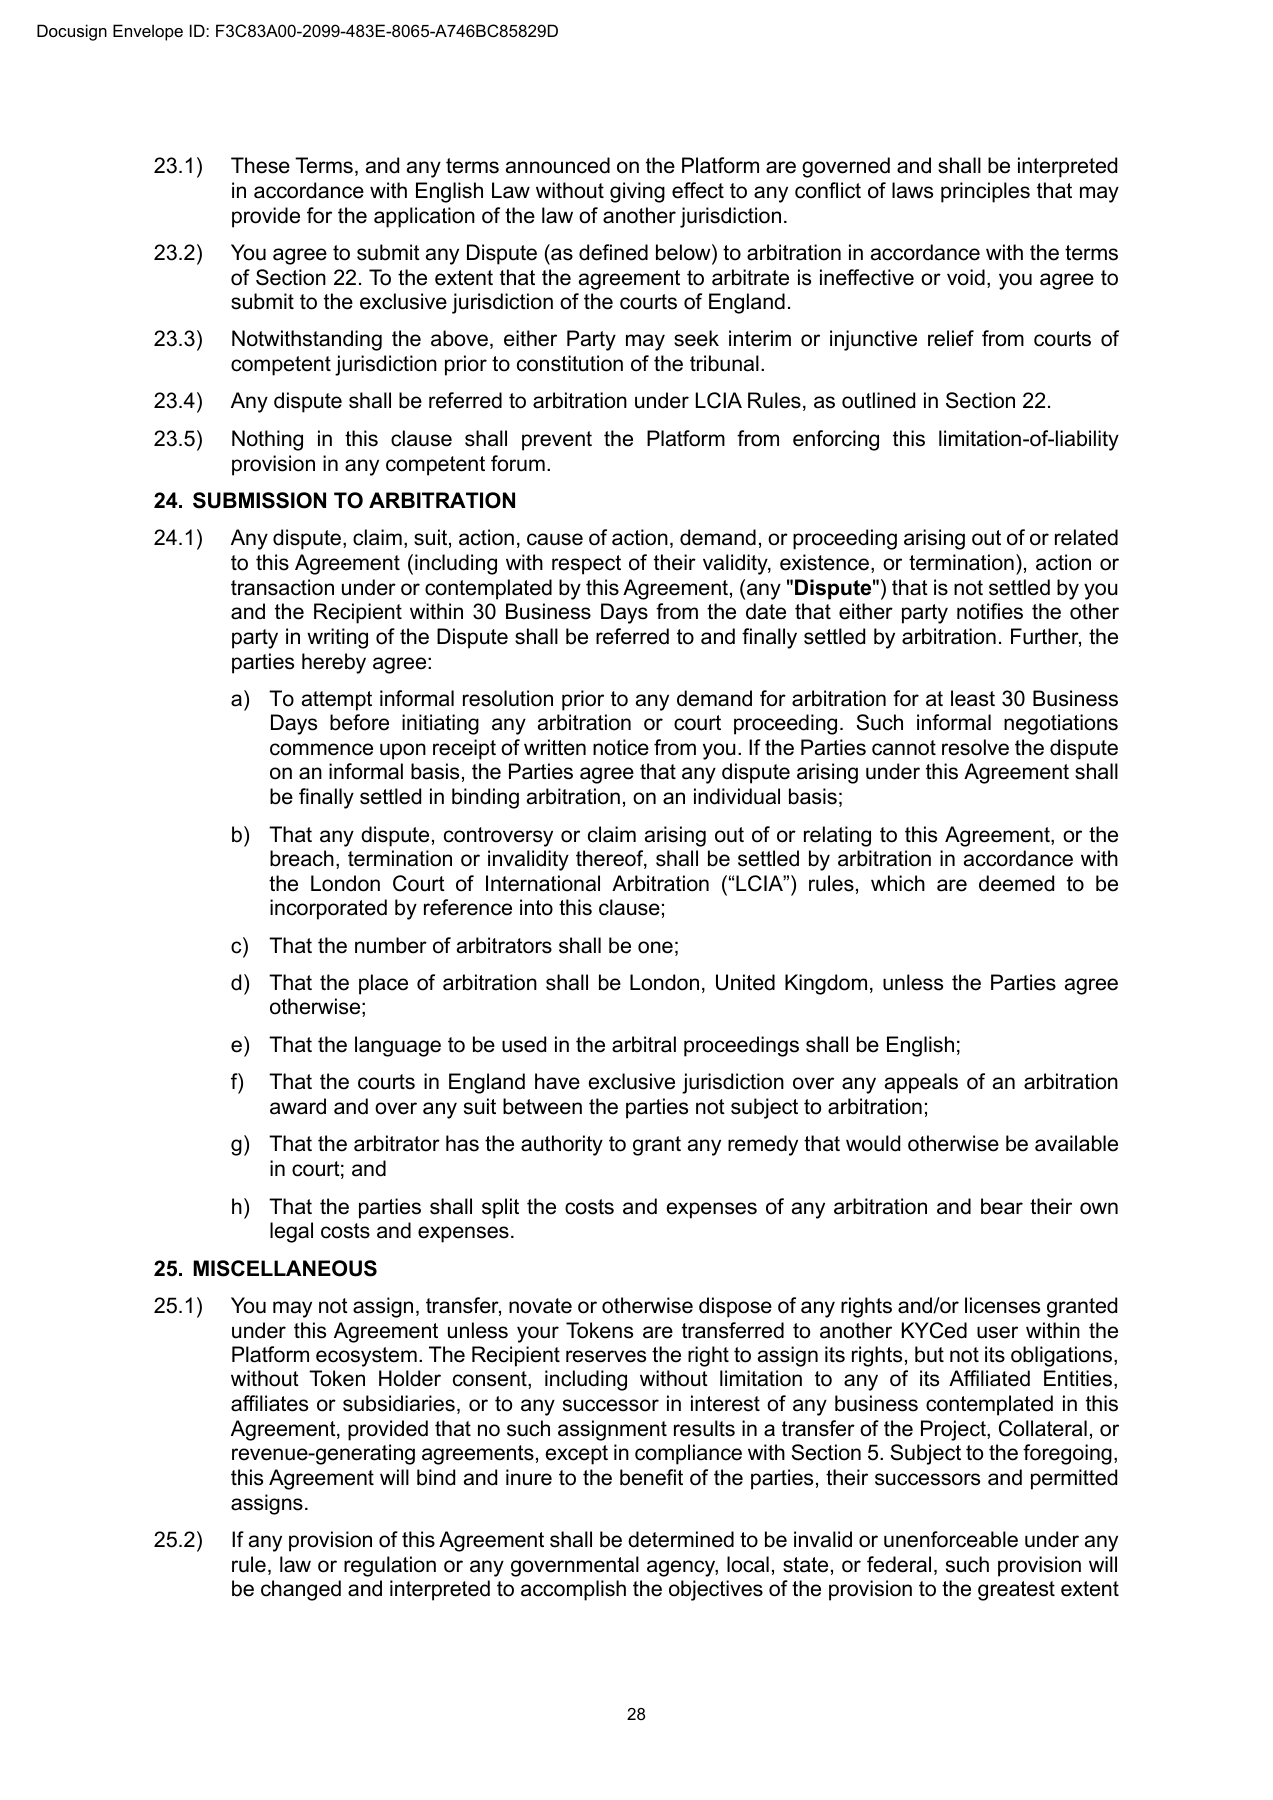 Docusign Envelope ID: F3C83A00-2099-483E-8065-A746BC85829D
23.1) These Terms, and any terms announced on the Platform are governed and shall be interpreted
in accordance with English Law without giving effect to any conflict of laws principles that may
provide for the application of the law of another jurisdiction.
23.2) You agree to submit any Dispute (as defined below) to arbitration in accordance with the terms
of Section 22. To the extent that the agreement to arbitrate is ineffective or void, you agree to
submit to the exclusive jurisdiction of the courts of England.
23.3) Notwithstanding the above, either Party may seek interim or injunctive relief from courts of
competent jurisdiction prior to constitution of the tribunal.
23.4) Any dispute shall be referred to arbitration under LCIA Rules, as outlined in Section 22.
23.5) Nothing in this clause shall prevent the Platform from enforcing this limitation-of-liability
provision in any competent forum.
24. SUBMISSION TO ARBITRATION
24.1) Any dispute, claim, suit, action, cause of action, demand, or proceeding arising out of or related
to this Agreement (including with respect of their validity, existence, or termination), action or
transaction under or contemplated by this Agreement, (any "Dispute") that is not settled by you
and the Recipient within 30 Business Days from the date that either party notifies the other
party in writing of the Dispute shall be referred to and finally settled by arbitration. Further, the
parties hereby agree:
a) To attempt informal resolution prior to any demand for arbitration for at least 30 Business
Days before initiating any arbitration or court proceeding. Such informal negotiations
commence upon receipt of written notice from you. If the Parties cannot resolve the dispute
on an informal basis, the Parties agree that any dispute arising under this Agreement shall
be finally settled in binding arbitration, on an individual basis;
b) That any dispute, controversy or claim arising out of or relating to this Agreement, or the
breach, termination or invalidity thereof, shall be settled by arbitration in accordance with
the London Court of International Arbitration (“LCIA”) rules, which are deemed to be
incorporated by reference into this clause;
c) That the number of arbitrators shall be one;
d) That the place of arbitration shall be London, United Kingdom, unless the Parties agree
otherwise;
e) That the language to be used in the arbitral proceedings shall be English;
f) That the courts in England have exclusive jurisdiction over any appeals of an arbitration
award and over any suit between the parties not subject to arbitration;
g) That the arbitrator has the authority to grant any remedy that would otherwise be available
in court; and
h) That the parties shall split the costs and expenses of any arbitration and bear their own
legal costs and expenses.
25. MISCELLANEOUS
25.1) You may not assign, transfer, novate or otherwise dispose of any rights and/or licenses granted
under this Agreement unless your Tokens are transferred to another KYCed user within the
Platform ecosystem. The Recipient reserves the right to assign its rights, but not its obligations,
without Token Holder consent, including without limitation to any of its Affiliated Entities,
affiliates or subsidiaries, or to any successor in interest of any business contemplated in this
Agreement, provided that no such assignment results in a transfer of the Project, Collateral, or
revenue-generating agreements, except in compliance with Section 5. Subject to the foregoing,
this Agreement will bind and inure to the benefit of the parties, their successors and permitted
assigns.
25.2) If any provision of this Agreement shall be determined to be invalid or unenforceable under any
rule, law or regulation or any governmental agency, local, state, or federal, such provision will
be changed and interpreted to accomplish the objectives of the provision to the greatest extent
28